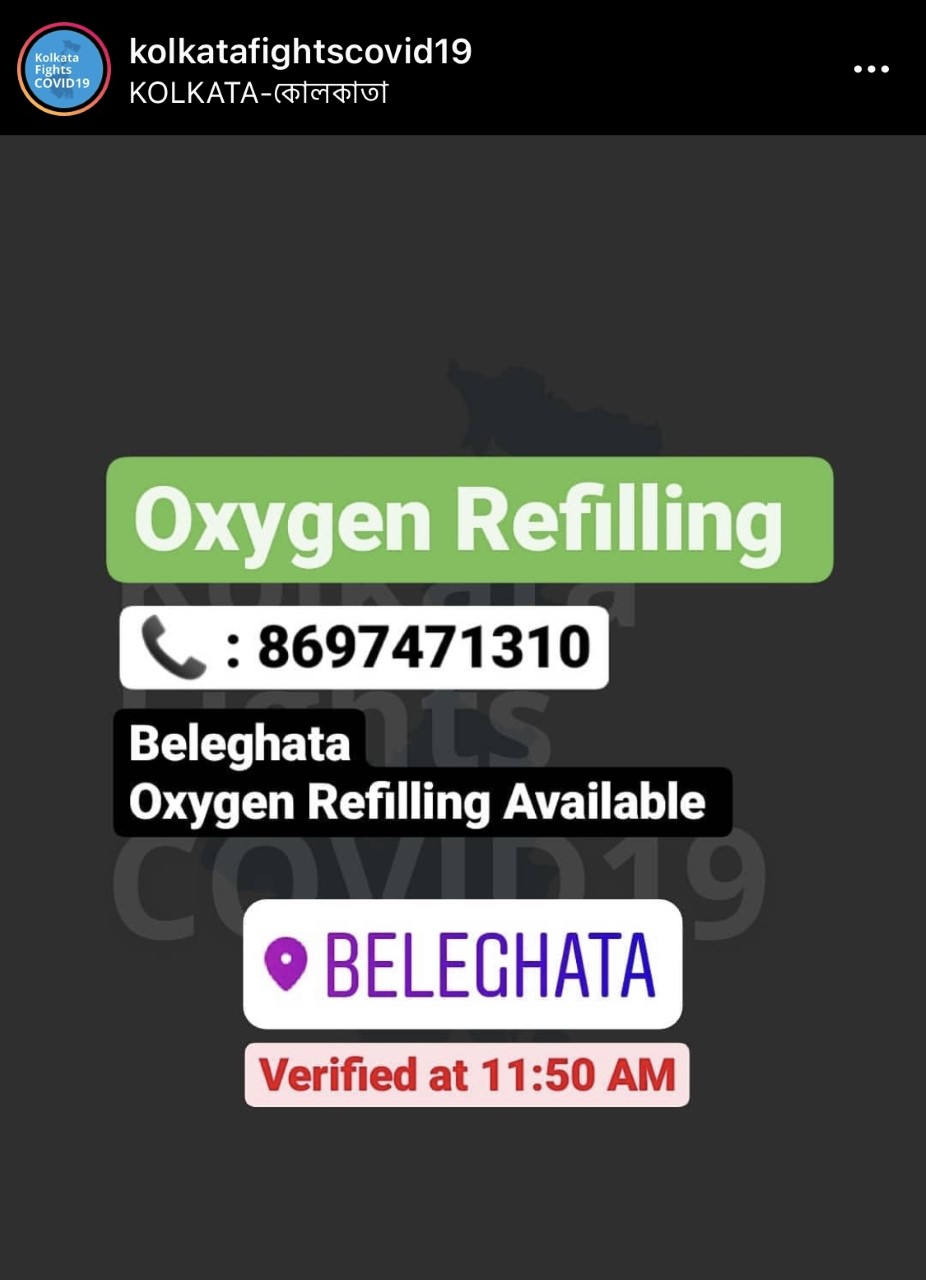 Kolkata
Fights
COVID19
kolkatafightscovid19
KOLKATA-কোলকাতা
Oxygen Refilling
Kolkata
: 8697471310
Fights
Beleghata
Oxygen Refilling Available
COVID19
BELEGHATA
Verified at 11:50 AM